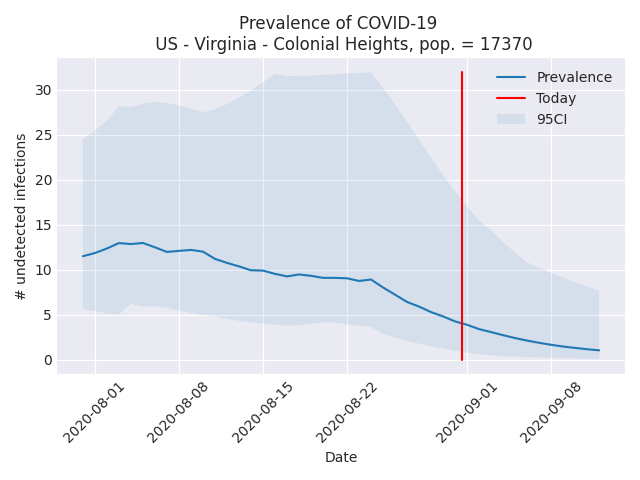 Prevalence of COVID-19
US - Virginia - Colonial Heights, pop. = 17370
Prevalence
Today
95CI
# undetected infections
30
25
20
15
10
5
0
2020-08-01
2020-08-08
2020-08-15
2020-08-22
2020-09-01
2020-09-08
Date